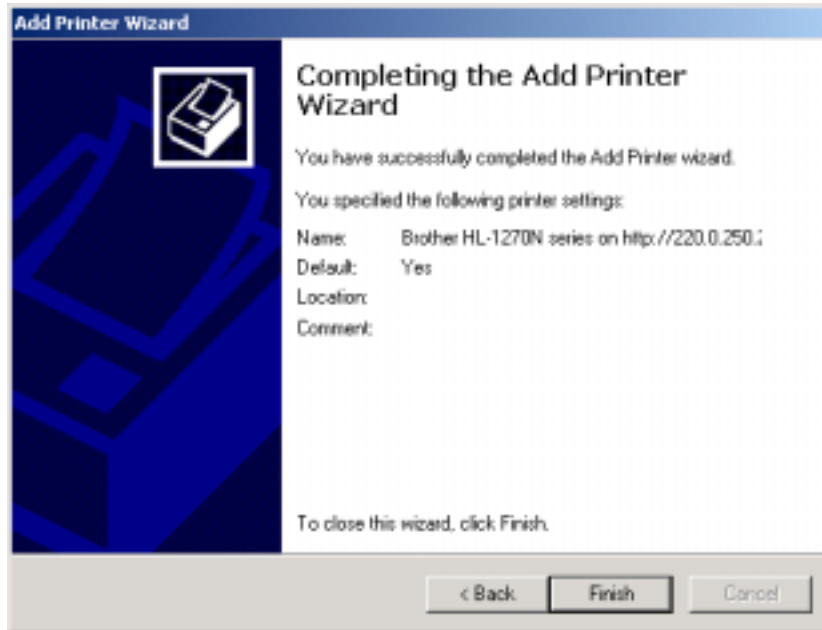 Add Printer Wizard
Completing the Add Printer
Wizard
You have successfully completed the Add Printer wizard.
You specified the following printer settings:
Name: Brother HL-1270N series on http://220.0.250.2
Default: Yes
Location:
Comment:
To close this wizard, click Finish.
< Back Finish Cancel